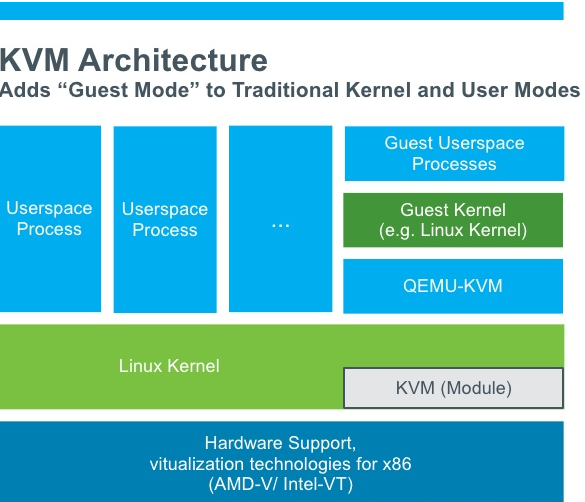 KVM Architecture
Adds “Guest Mode” to Traditional Kernel and User Modes
Userspace
Process
Userspace
Process
...
Guest Userspace
Processes
Guest Kernel
(e.g. Linux Kernel)
QEMU-KVM
Linux Kernel
KVM (Module)
Hardware Support,
vitualization technologies for x86
(AMD-V/ Intel-VT)